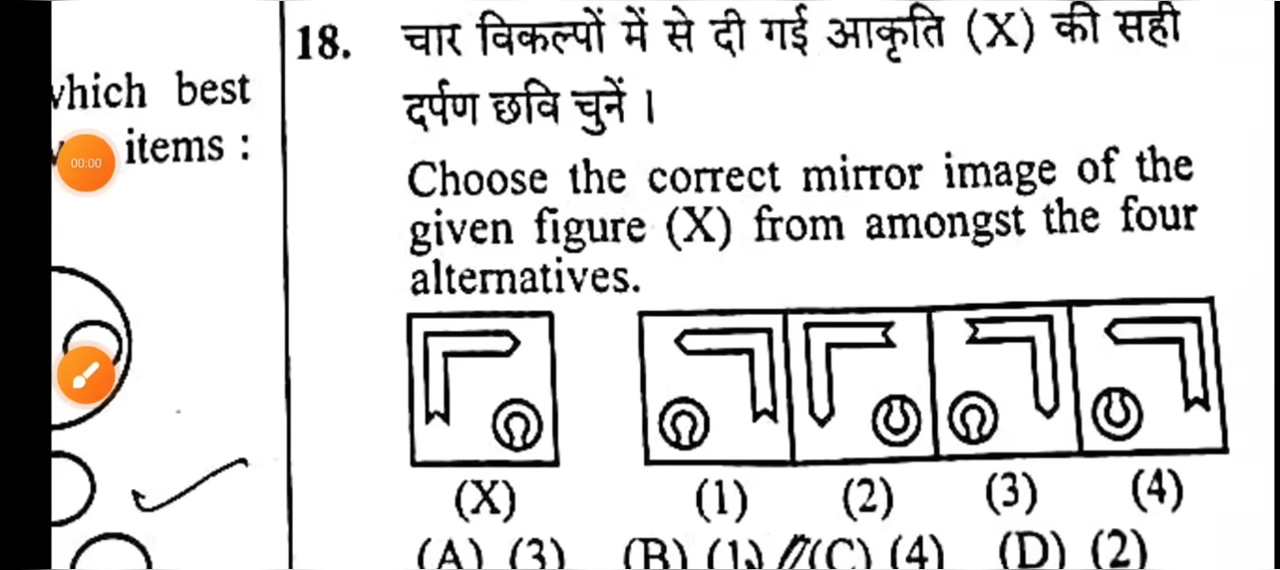 which best
items :
00:00
18. चार विकल्पों में से दी गई आकृति (X) की सही
दर्पण छवि चुनें ।
Choose the correct mirror image of the
given figure (X) from amongst the four
alternatives.
(X) (1) (2) (3) (4)
(A) (3) (B) (1) (C) (4) (D) (2)